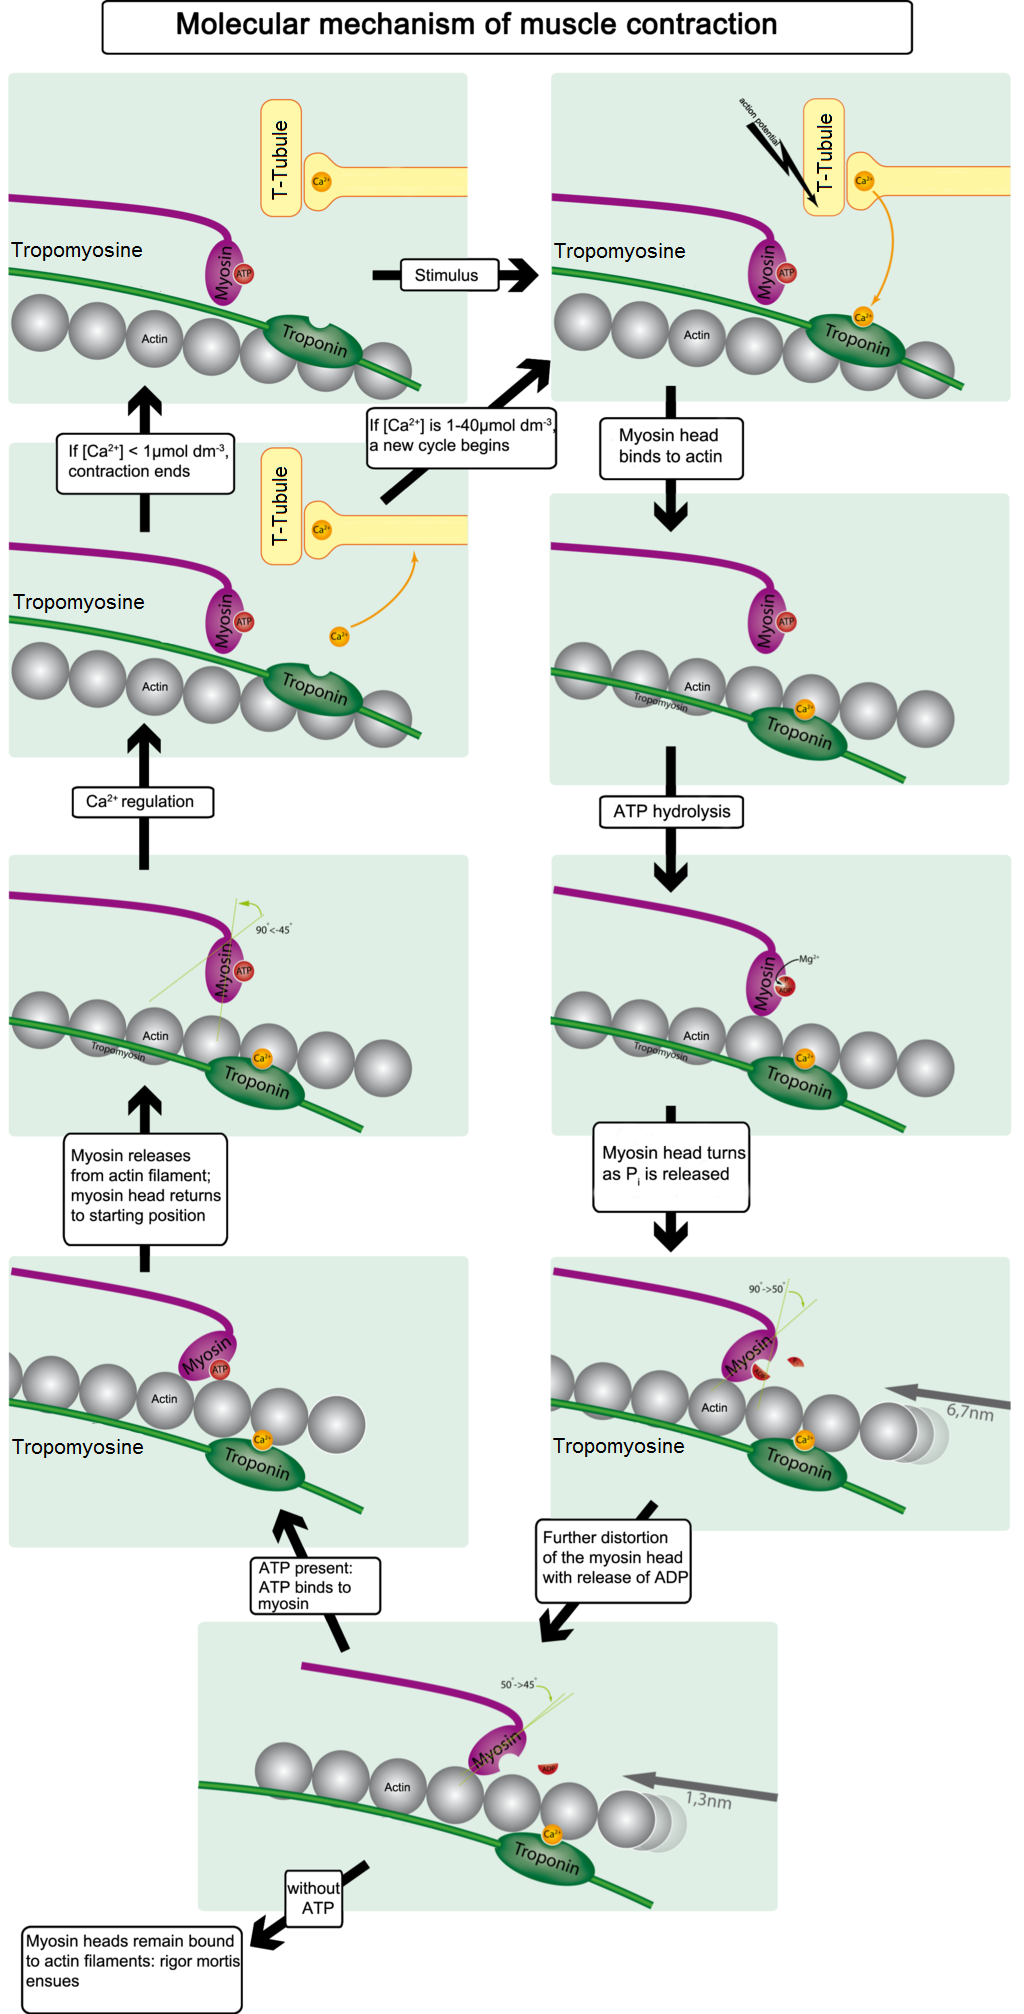 Molecular mechanism of muscle contraction
T-Tubule
Ca²⁺
Tropomyosine
Myosin
ATP
Actin
Troponin
Stimulus
action potential
T-Tubule
Ca²⁺
Tropomyosine
Myosin
ATP
Ca²⁺
Actin
Troponin
If [Ca²⁺] < 1µmol dm⁻³,
contraction ends
If [Ca²⁺] is 1-40µmol dm⁻³,
a new cycle begins
Myosin head
binds to actin
T-Tubule
Ca²⁺
Tropomyosine
Myosin
ATP
Ca²⁺
Actin
Troponin
Myosin
ATP
Actin
Tropomyosin
Ca²⁺
Troponin
Ca²⁺ regulation
ATP hydrolysis
90°<-45°
Myosin
ATP
Actin
Tropomyosin
Ca²⁺
Troponin
Mg²⁺
Myosin
P
ADP
Actin
Tropomyosin
Ca²⁺
Troponin
Myosin releases
from actin filament;
myosin head returns
to starting position
Myosin head turns
as Pᵢ is released
Myosin
ATP
Actin
Tropomyosine
Ca²⁺
Troponin
90°->50°
Myosin
ADP
P
Actin
6,7nm
Tropomyosine
Ca²⁺
Troponin
ATP present:
ATP binds to
myosin
Further distortion
of the myosin head
with release of ADP
50°->45°
Myosin
ADP
Actin
1,3nm
Ca²⁺
Troponin
without
ATP
Myosin heads remain bound
to actin filaments: rigor mortis
ensues